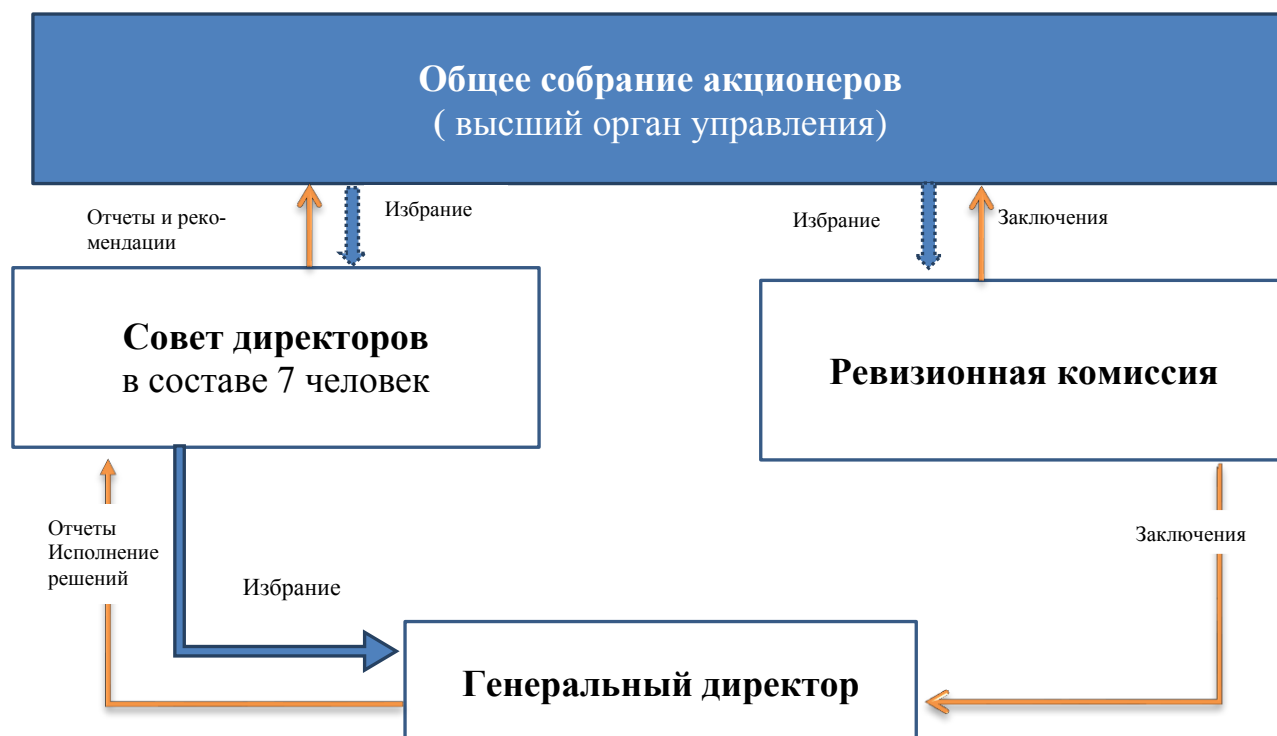 Общее собрание акционеров
( высший орган управления)
Отчеты и реко-
мендации
Избрание
Избрание
Заключения
Совет директоров
в составе 7 человек
Ревизионная комиссия
Отчеты
Исполнение
решений
Избрание
Заключения
Генеральный директор